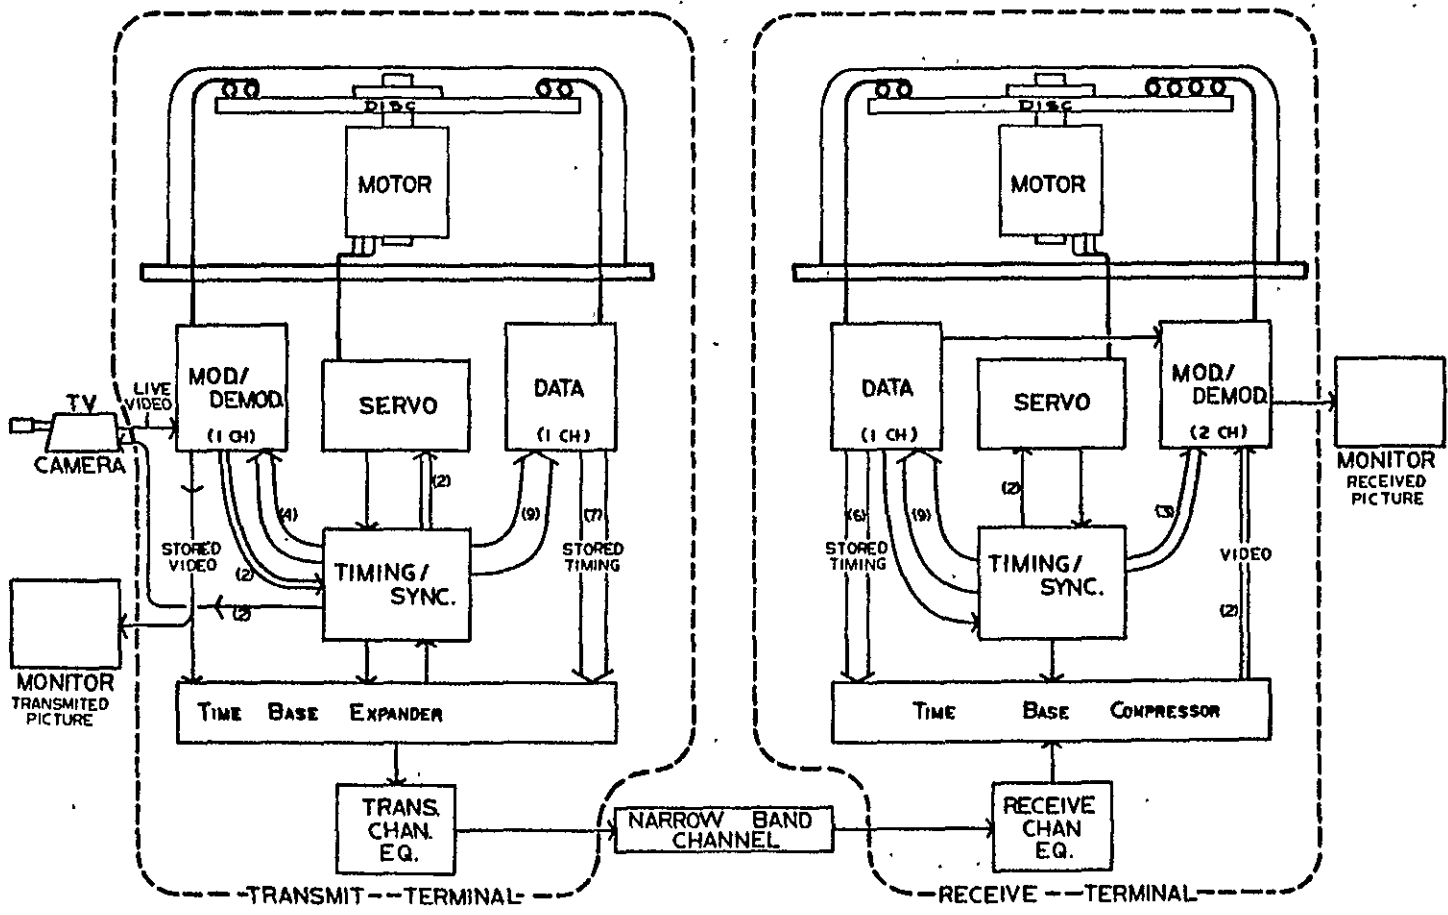 DISC
MOTOR
MOD./
DEMOD.
(1 CH)
SERVO
DATA
(1 CH)
LIVE
VIDEO
TV
CAMERA
(4)
(2)
(2)
(2)
(9)
(7)
STORED
VIDEO
STORED
TIMING
TIMING/
SYNC.
MONITOR
TRANSMITED
PICTURE
TIME BASE EXPANDER
TRANS.
CHAN.
EQ.
TRANSMIT TERMINAL
NARROW BAND
CHANNEL
DISC
MOTOR
DATA
(1 CH)
SERVO
MOD./
DEMOD.
(2 CH)
MONITOR
RECEIVED
PICTURE
(6)
(9)
(2)
(3)
STORED
TIMING
TIMING/
SYNC.
VIDEO
(2)
TIME BASE COMPRESSOR
RECEIVE
CHAN
EQ.
RECEIVE TERMINAL